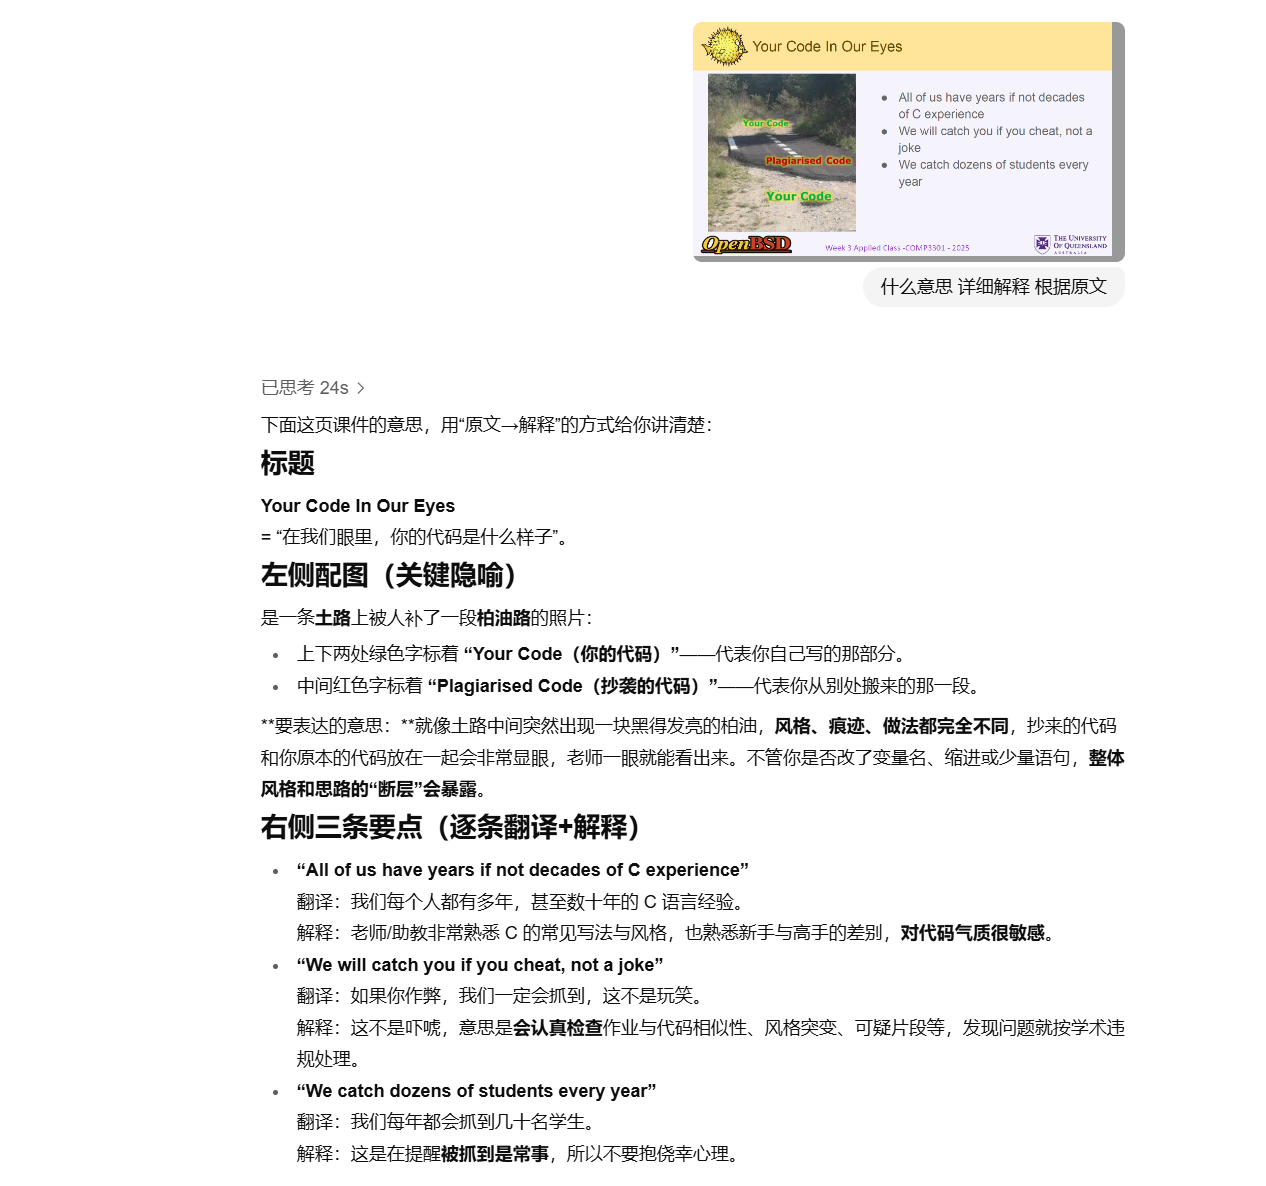 Your Code In Our Eyes
Your Code
Plagiarised Code
Your Code
● All of us have years if not decades
of C experience
● We will catch you if you cheat, not a
joke
● We catch dozens of students every
year
OpenBSD
Week 3 Applied Class -COMP3301 - 2025
THE UNIVERSITY
OF QUEENSLAND
AUSTRALIA
什么意思 详细解释 根据原文
已思考 24s >
下面这页课件的意思，用“原文→解释”的方式给你讲清楚：
标题
Your Code In Our Eyes
= “在我们眼里，你的代码是什么样子”。
左侧配图（关键隐喻）
是一条土路上被人补了一段柏油路的照片：
• 上下两处绿色字标着 “Your Code（你的代码）”——代表你自己写的那部分。
• 中间红色字标着 “Plagiarised Code（抄袭的代码）”——代表你从别处搬来的那一段。
**要表达的意思：**就像土路中间突然出现一块黑得发亮的柏油，风格、痕迹、做法都完全不同，抄来的代码
和你原本的代码放在一起会非常显眼，老师一眼就能看出来。不管你是否改了变量名、缩进或少量语句，整体
风格和思路的“断层”会暴露。
右侧三条要点（逐条翻译+解释）
• “All of us have years if not decades of C experience”
翻译：我们每个人都有多年，甚至数十年的 C 语言经验。
解释：老师/助教非常熟悉 C 的常见写法与风格，也熟悉新手与高手的差别，对代码气质很敏感。
• “We will catch you if you cheat, not a joke”
翻译：如果你作弊，我们一定会抓到，这不是玩笑。
解释：这不是吓唬，意思是会认真检查作业与代码相似性、风格突变、可疑片段等，发现问题就按学术违
规处理。
• “We catch dozens of students every year”
翻译：我们每年都会抓到几十名学生。
解释：这是在提醒被抓到是常事，所以不要抱侥幸心理。